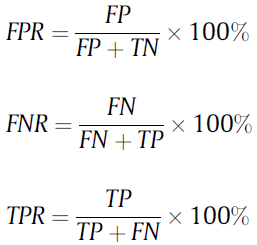 FPR = FP / FP + TN × 100%
FNR = FN / FN + TP × 100%
TPR = TP / TP + FN × 100%